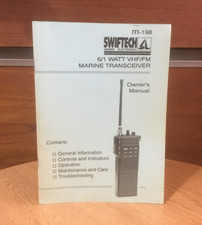 m-198
SWIFTECH
6/1 WATT VHF/FM
MARINE TRANSCEIVER
Owner's
Manual
Contains:
General Information
Controls and Indicators
Operation
Maintenance and Care
Troubleshooting